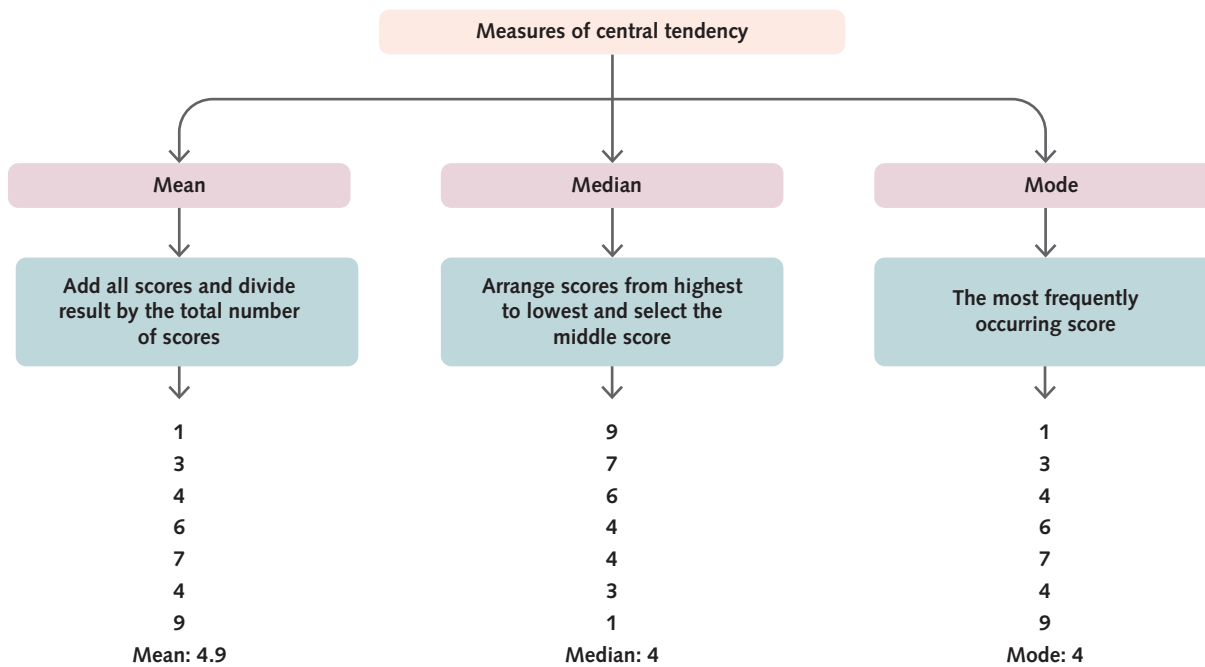 Measures of central tendency
Mean
Median
Mode
Add all scores and divide
result by the total number
of scores
Arrange scores from highest
to lowest and select the
middle score
The most frequently
occurring score
1
3
4
6
7
4
9
Mean: 4.9
9
7
6
4
4
3
1
Median: 4
1
3
4
6
7
4
9
Mode: 4